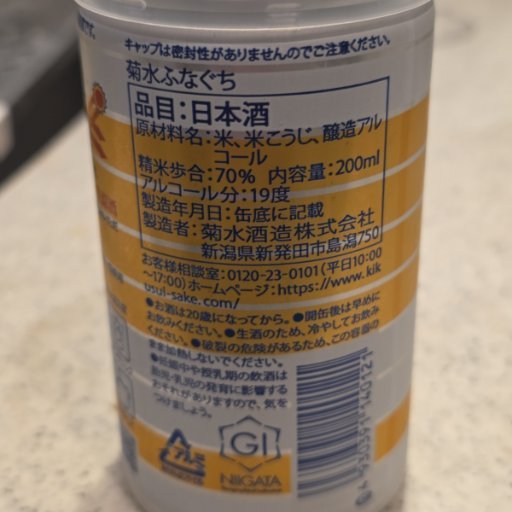 キャップは密封性がありませんのでご注意ください。
菊水ふなぐち
品目：日本酒
原材料名：米、米こうじ、醸造アル
コール
精米歩合：70% 内容量：200ml
アルコール分：19度
製造年月日：缶底に記載
製造者：菊水酒造株式会社
新潟県新発田市島潟750
お客様相談室：0120-23-0101（平日10:00
～17:00）ホームページ：https://www.kik
usui-sake.com/
●お酒は20歳になってから。●開缶後は早めに
お飲みください。●生酒のため、冷やしてお飲み
ください。●破裂の危険があるため、この容器の
まま加熱しないでください。
●妊娠中や授乳期の飲酒は
胎児・乳児の発育に影響する
おそれがありますので、気を
つけましょう。
アルミ
GI
NIIGATA